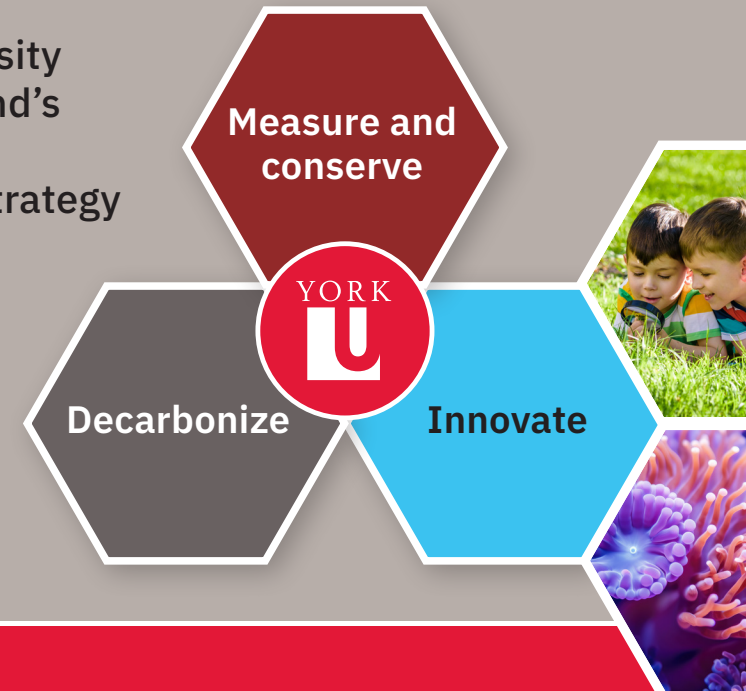 sity
nd's
trategy
Measure and
conserve
YORK
U
Decarbonize
Innovate